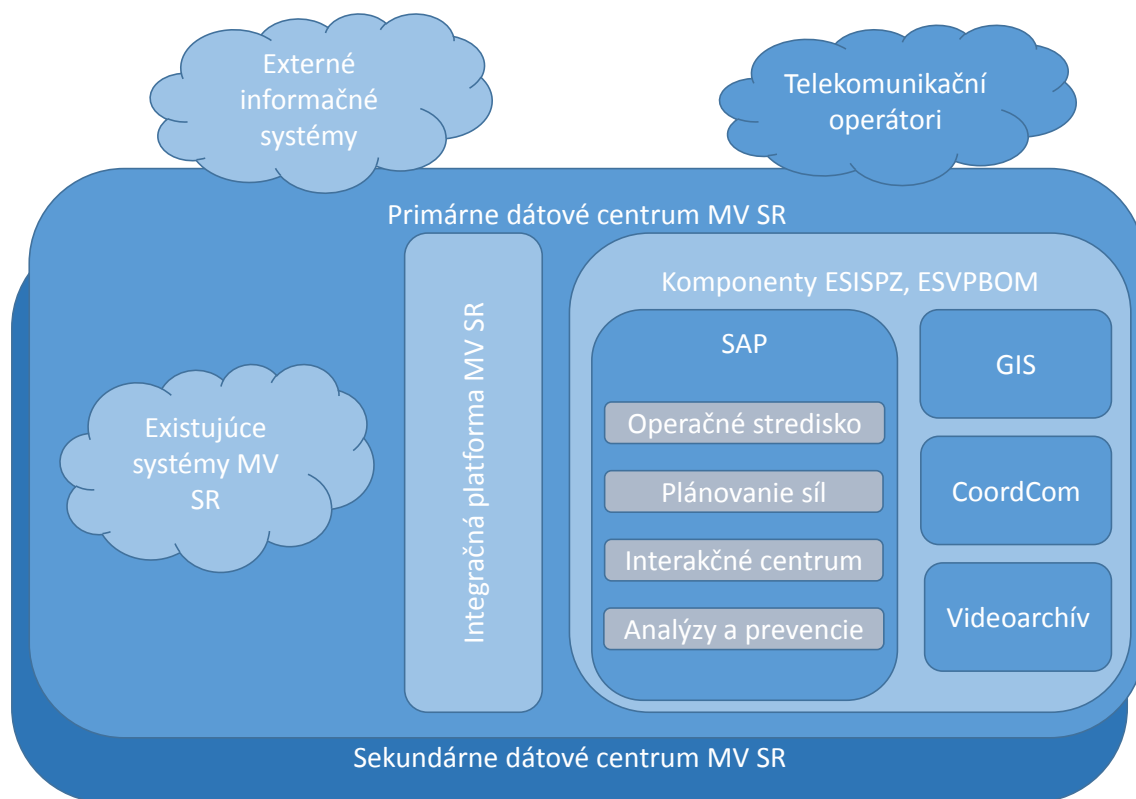 Externé
informačné
systémy
Telekomunikační
operátori
Primárne dátové centrum MV SR
Existujúce
systémy MV
SR
Integračná platforma MV SR
Komponenty ESISPZ, ESVPBOM
SAP
Operačné stredisko
Plánovanie síl
Interakčné centrum
Analýzy a prevencie
GIS
CoordCom
Videoarchív
Sekundárne dátové centrum MV SR